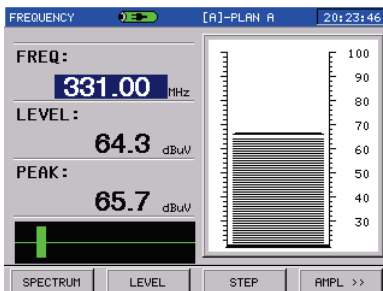 FREQUENCY [A]-PLAN A 20:23:46
FREQ:
331.00 MHz
LEVEL:
64.3 dBuV
PEAK:
65.7 dBuV
100
90
80
70
60
50
40
30
SPECTRUM LEVEL STEP AMPL >>